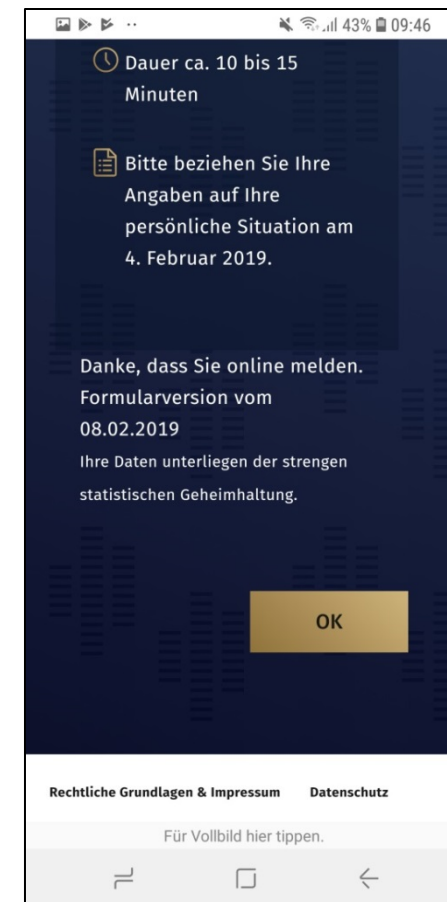 43% 09:46
Dauer ca. 10 bis 15
Minuten
Bitte beziehen Sie Ihre
Angaben auf Ihre
persönliche Situation am
4. Februar 2019.
Danke, dass Sie online melden.
Formularversion vom
08.02.2019
Ihre Daten unterliegen der strengen
statistischen Geheimhaltung.
OK
Rechtliche Grundlagen & Impressum Datenschutz
Für Vollbild hier tippen.